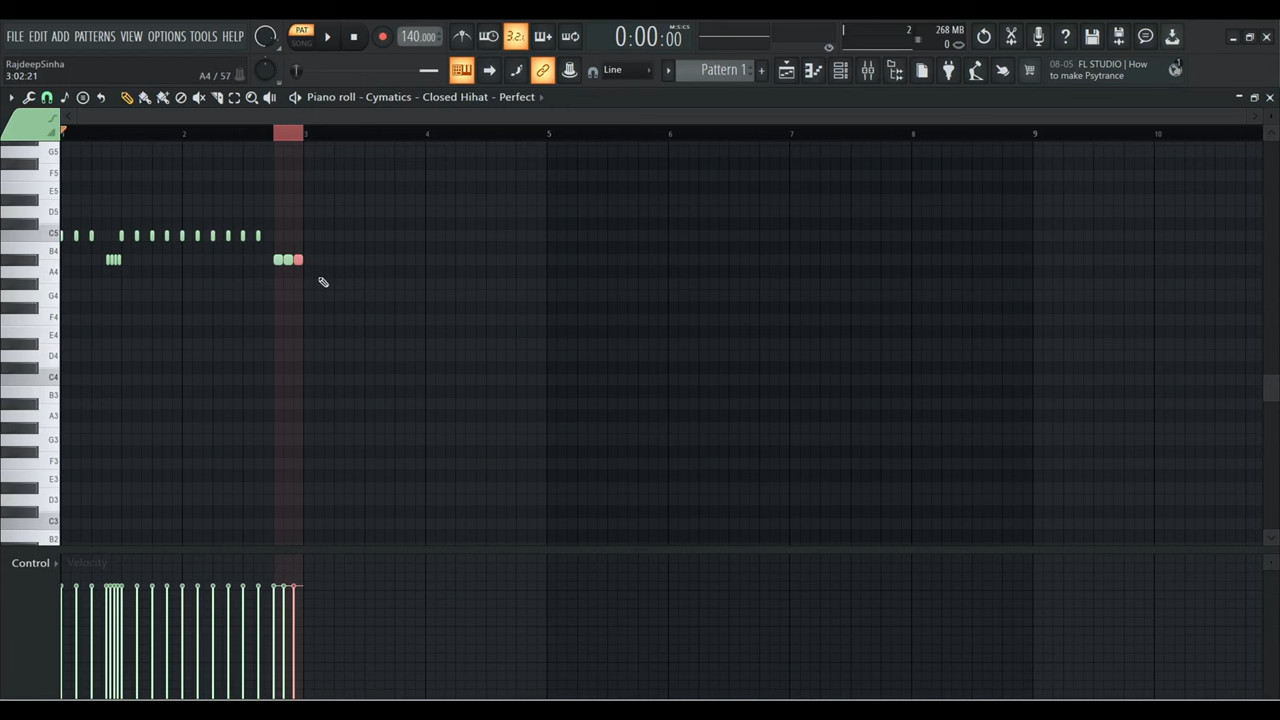 FILE EDIT ADD PATTERNS VIEW OPTIONS TOOLS HELP
PAT
SONG
140.000
3.2.
0:00:00
M:S:CS
2
268 MB
0
RajdeepSinha
3:02:21
A4 / 57
Line
Pattern 1
08-05 FL STUDIO | How
to make Psytrance
Piano roll - Cymatics - Closed Hihat - Perfect
2 3 4 5 6 7 8 9 10
G5
F5
E5
D5
C5
B4
A4
G4
F4
E4
D4
C4
B3
A3
G3
F3
E3
D3
C3
B2
Control
Velocity